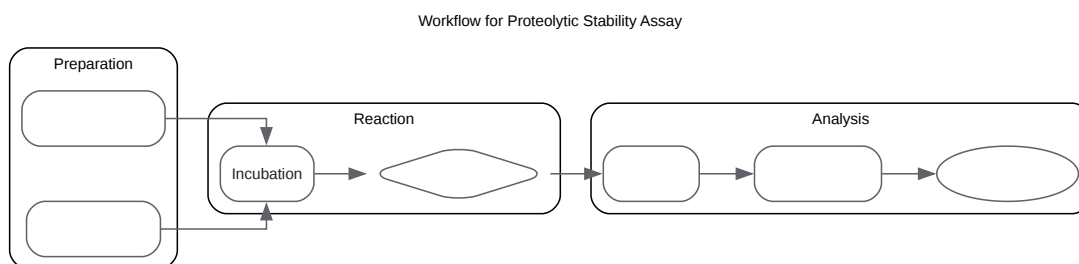 Workflow for Proteolytic Stability Assay
Preparation
Reaction
Analysis
Incubation